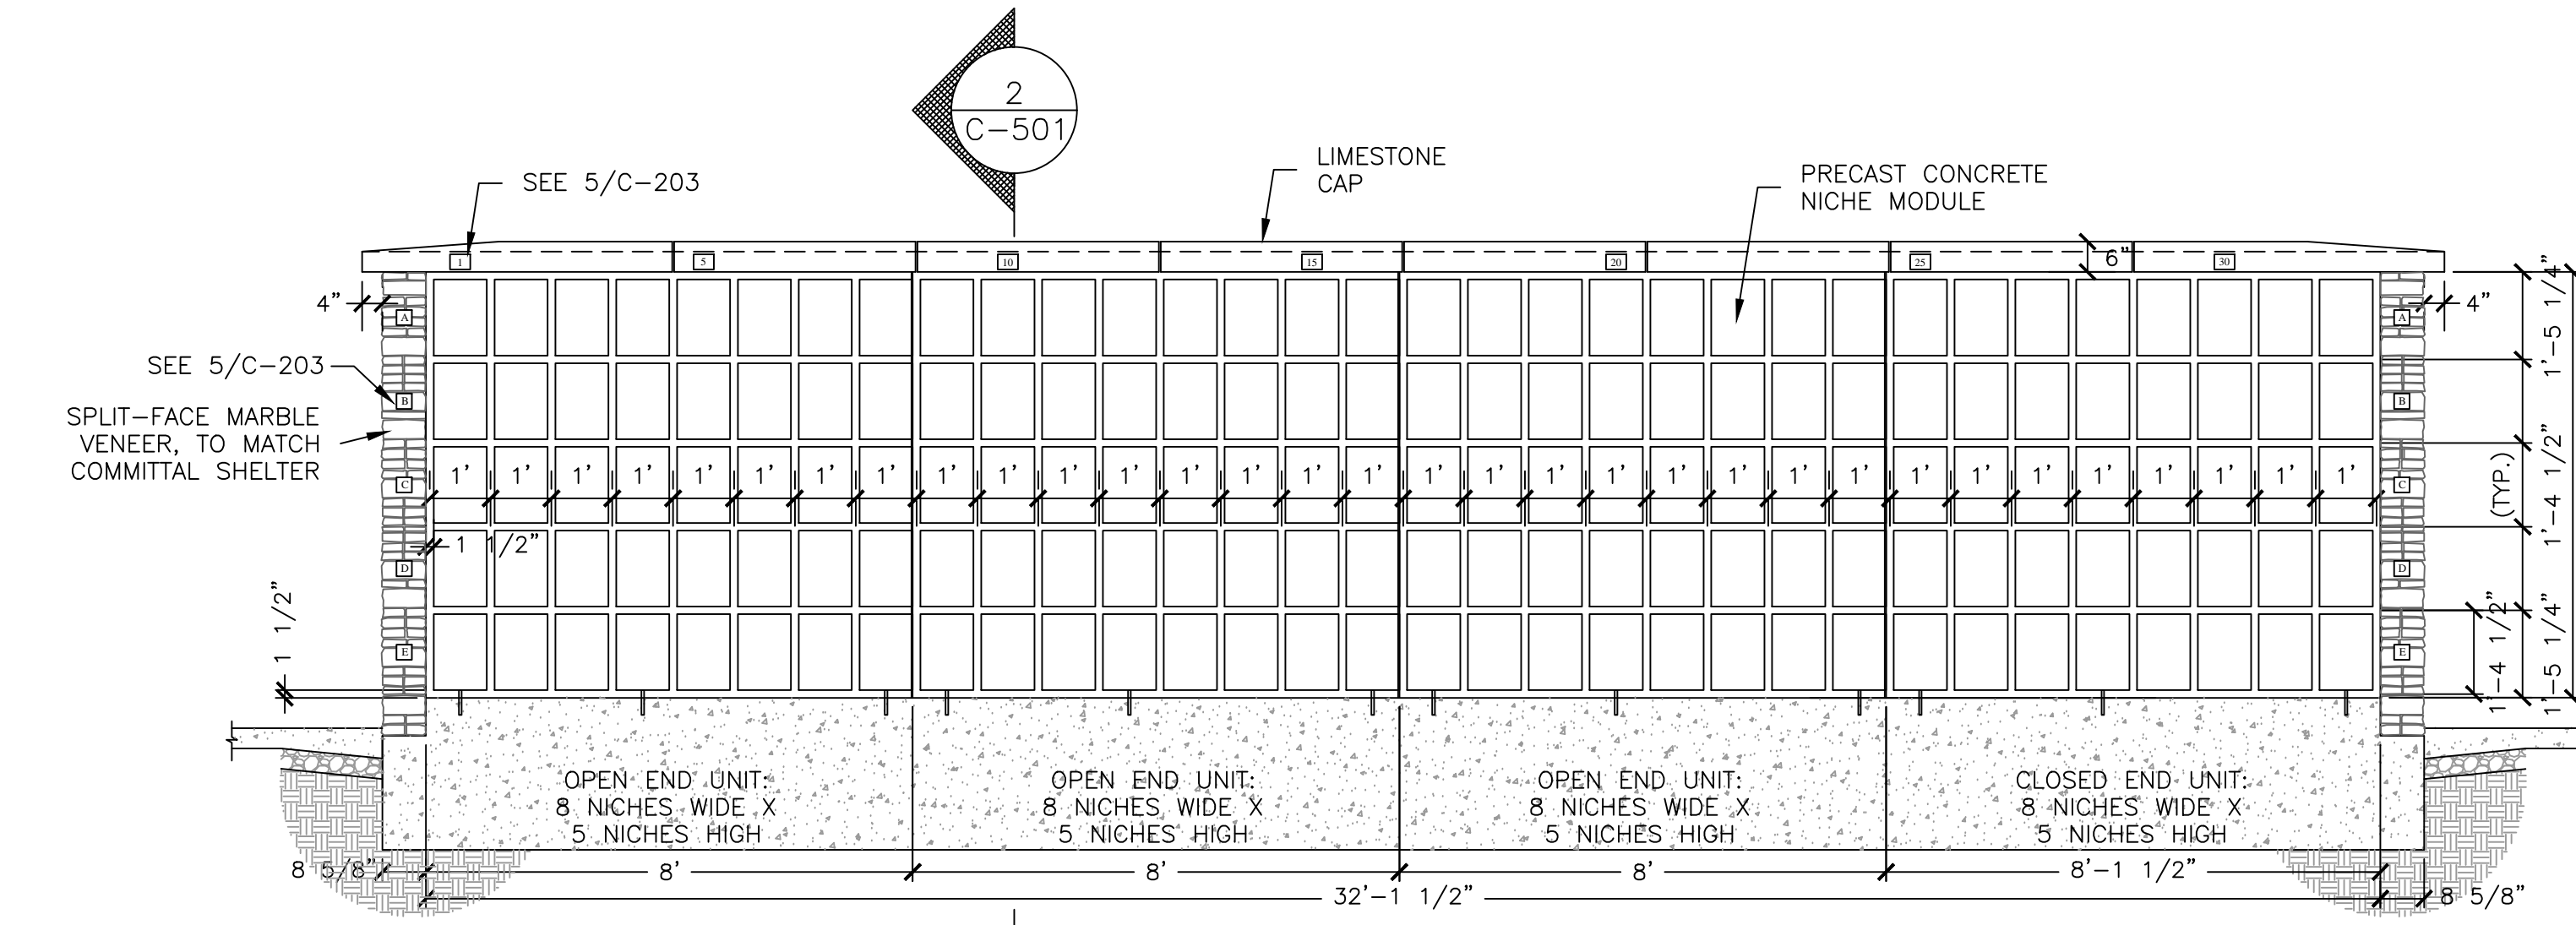 2
C-501
SEE 5/C-203
LIMESTONE
CAP
PRECAST CONCRETE
NICHE MODULE
1
5
10
15
20
25
30
6"
4"
4"
A
A
SEE 5/C-203
B
B
SPLIT-FACE MARBLE
VENEER, TO MATCH
COMMITTAL SHELTER
1' 1' 1' 1' 1' 1' 1' 1' 1' 1' 1' 1' 1' 1' 1' 1' 1' 1' 1' 1' 1' 1' 1' 1' 1' 1' 1' 1' 1' 1' 1' 1'
C
C
1 1/2"
D
D
1 1/2"
E
E
1'-5 1/4"
1'-4 1/2"
(TYP.)
1'-4 1/2"
1'-5 1/4"
OPEN END UNIT:
8 NICHES WIDE X
5 NICHES HIGH
OPEN END UNIT:
8 NICHES WIDE X
5 NICHES HIGH
OPEN END UNIT:
8 NICHES WIDE X
5 NICHES HIGH
CLOSED END UNIT:
8 NICHES WIDE X
5 NICHES HIGH
8 5/8"
8'
8'
8'
8'-1 1/2"
32'-1 1/2"
8 5/8"